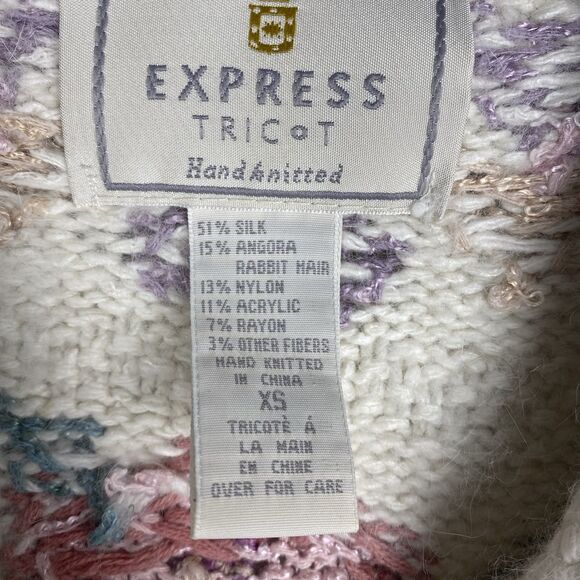 EXPRESS
TRICOT
Handknitted
51% SILK
15% ANGORA
RABBIT HAIR
13% NYLON
11% ACRYLIC
7% RAYON
3% OTHER FIBERS
HAND KNITTED
IN CHINA
XS
TRICOTÈ À
LA MAIN
EN CHINE
OVER FOR CARE